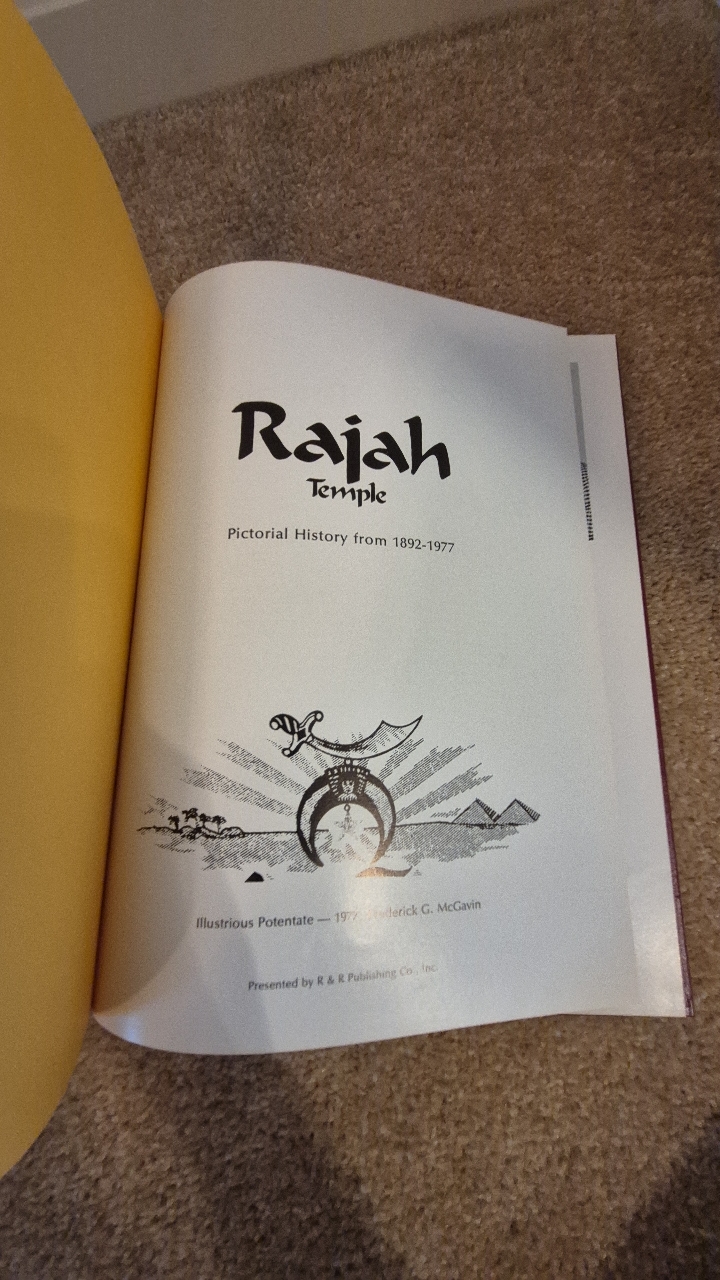 Rajah
Temple
Pictorial History from 1892-1977
Illustrious Potentate — G. McGavin
Presented by R & R Publishing Co., Inc.